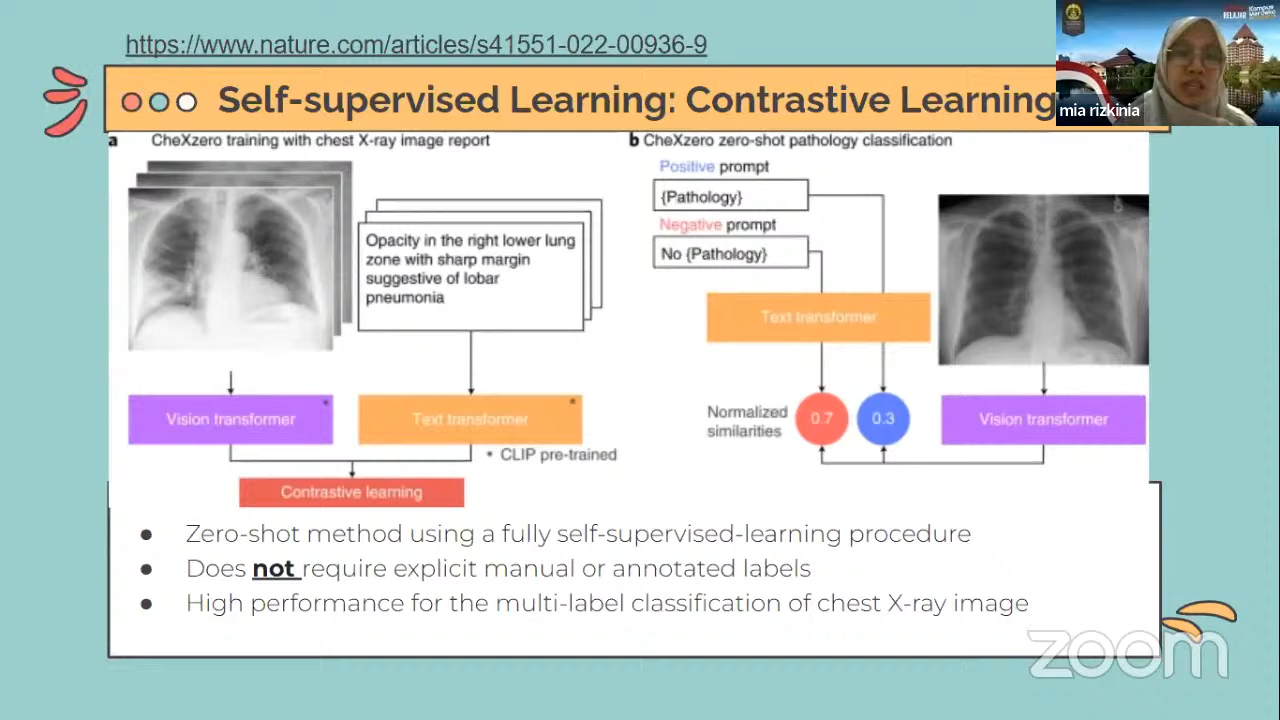 https://www.nature.com/articles/s41551-022-00936-9
Self-supervised Learning: Contrastive Learning
mia rizkinia
a CheXzero training with chest X-ray image report
Opacity in the right lower lung
zone with sharp margin
suggestive of lobar
pneumonia
Vision transformer *
Text transformer *
* CLIP pre-trained
Contrastive learning
b CheXzero zero-shot pathology classification
Positive prompt
{Pathology}
Negative prompt
No {Pathology}
Text transformer
Normalized
similarities
0.7
0.3
Vision transformer
● Zero-shot method using a fully self-supervised-learning procedure
● Does not require explicit manual or annotated labels
● High performance for the multi-label classification of chest X-ray image
zoom